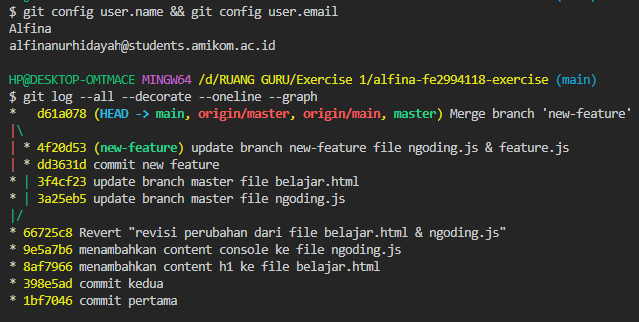 $ git config user.name && git config user.email
Alfina
alfinanurhidayah@students.amikom.ac.id
HP@DESKTOP-OMTMACE MINGW64 /d/RUANG GURU/Exercise 1/alfina-fe2994118-exercise (main)
$ git log --all --decorate --oneline --graph
*   d61a078 (HEAD -> main, origin/master, origin/main, master) Merge branch 'new-feature'
|\
| * 4f20d53 (new-feature) update branch new-feature file ngoding.js & feature.js
| * dd3631d commit new feature
* | 3f4cf23 update branch master file belajar.html
* | 3a25eb5 update branch master file ngoding.js
|/
* 66725c8 Revert "revisi perubahan dari file belajar.html & ngoding.js"
* 9e5a7b6 menambahkan content console ke file ngoding.js
* 8af7966 menambahkan content h1 ke file belajar.html
* 398e5ad commit kedua
* 1bf7046 commit pertama